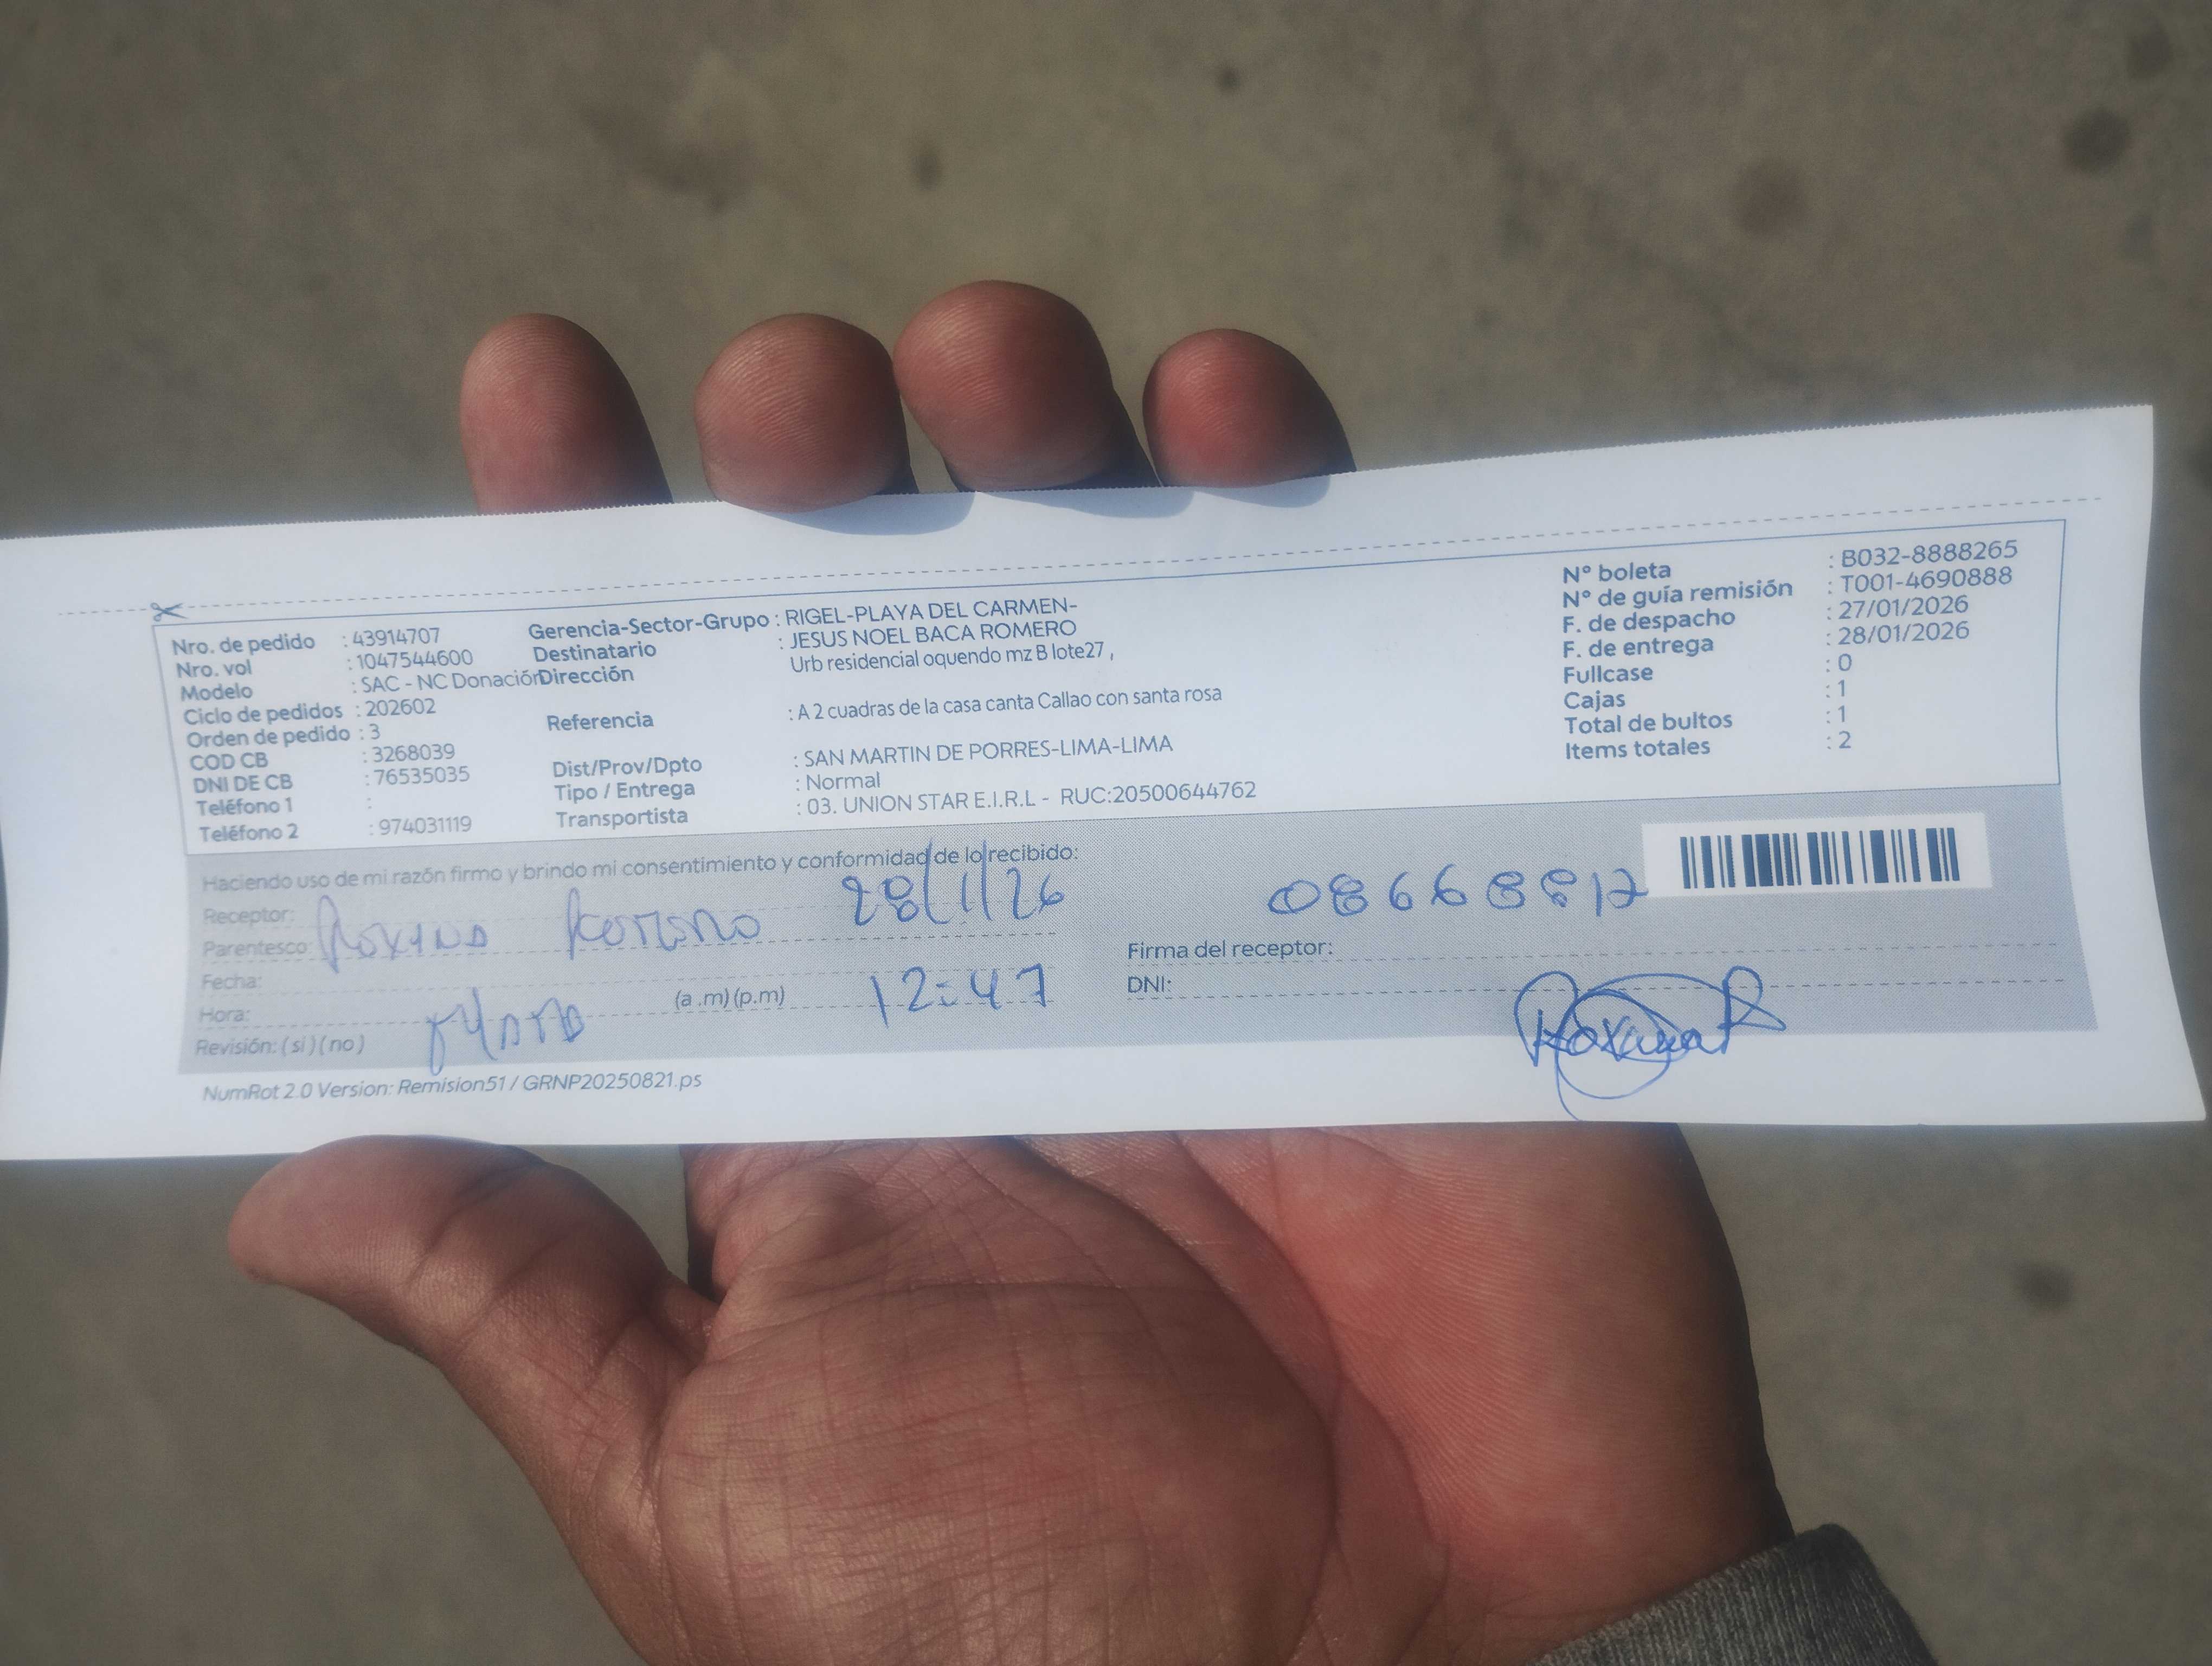 Nro. de pedido : 43914707
Nro. vol : 1047544600
Modelo : SAC - NC Donación
Ciclo de pedidos : 202602
Orden de pedido : 3
COD CB : 3268039
DNI DE CB : 76535035
Teléfono 1 :
Teléfono 2 : 974031119
Gerencia-Sector-Grupo : RIGEL-PLAYA DEL CARMEN-
Destinatario : JESUS NOEL BACA ROMERO
Dirección Urb residencial oquendo mz B lote27 ,
Referencia : A 2 cuadras de la casa canta Callao con santa rosa
Dist/Prov/Dpto : SAN MARTIN DE PORRES-LIMA-LIMA
Tipo / Entrega : Normal
Transportista : 03. UNION STAR E.I.R.L - RUC:20500644762
N° boleta : B032-8888265
N° de guía remisión : T001-4690888
F. de despacho : 27/01/2026
F. de entrega : 28/01/2026
Fullcase : 0
Cajas : 1
Total de bultos : 1
Items totales : 2
Haciendo uso de mi razón firmo y brindo mi consentimiento y conformidad de lo recibido:
Receptor:
Parentesco:
Roxana 28/1/26
Fecha:
Hora: (a .m) (p.m) 12:47
Revisión: ( si ) ( no )
Firma del receptor:
DNI:
Roxana
NumRot 2.0 Version: Remision51 / GRNP20250821.ps